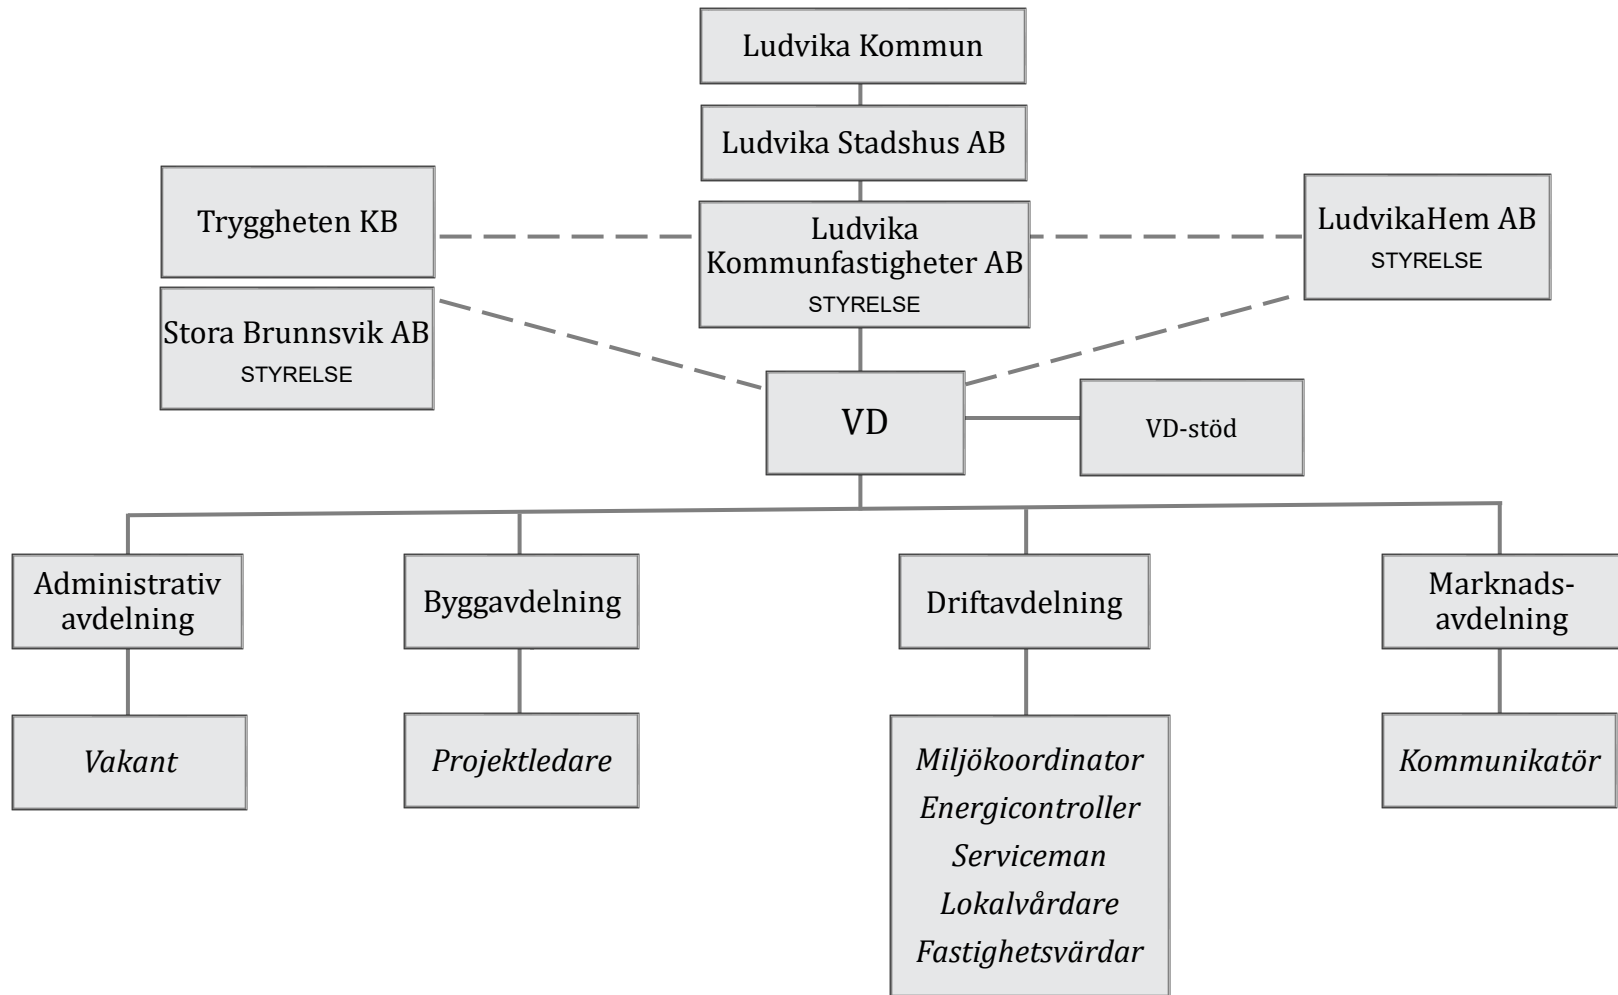 Ludvika Kommun
Ludvika Stadshus AB
Tryggheten KB
Ludvika
Kommunfastigheter AB
STYRELSE
LudvikaHem AB
STYRELSE
Stora Brunnsvik AB
STYRELSE
VD
VD-stöd
Administrativ
avdelning
Byggavdelning
Driftavdelning
Marknads-
avdelning
Vakant
Projektledare
Miljökoordinator
Energicontroller
Serviceman
Lokalvårdare
Fastighetsvärdar
Kommunikatör